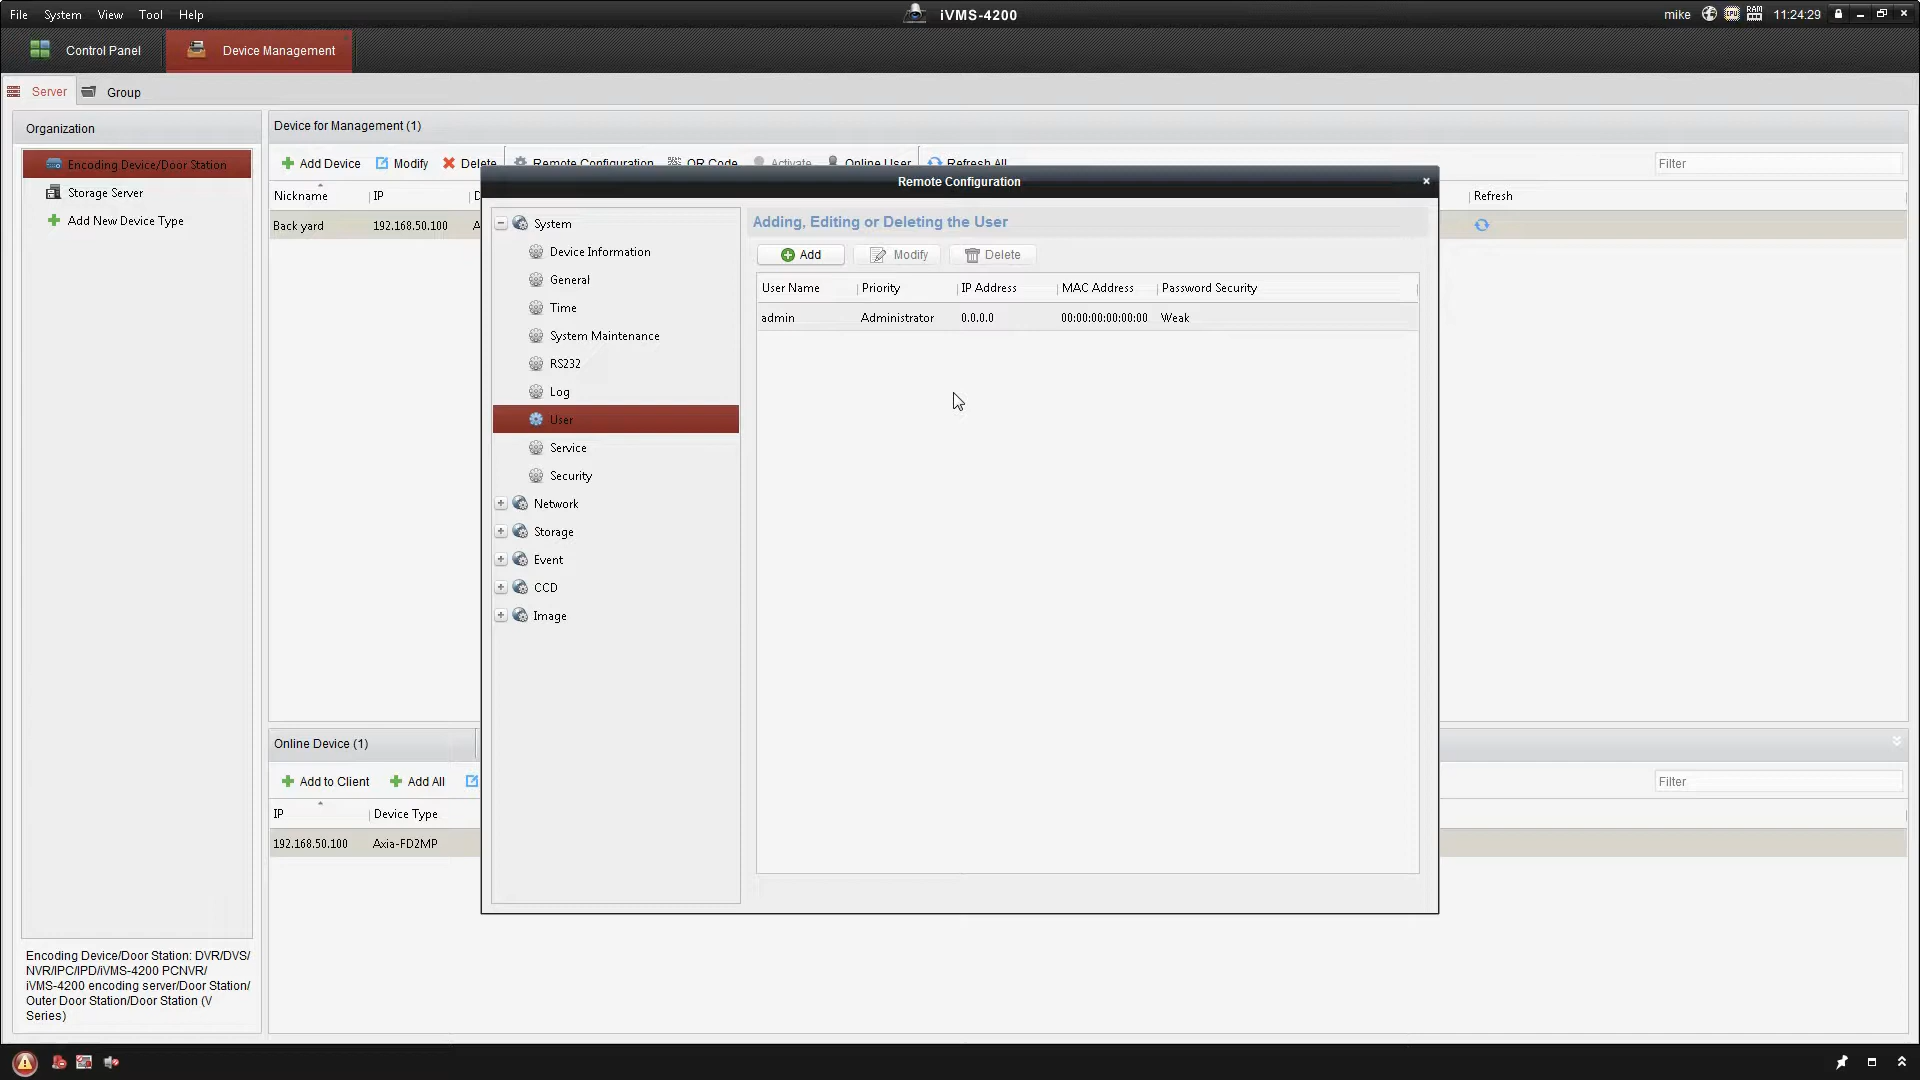 File System View Tool Help
iVMS-4200
mike 11:24:29
Control Panel
Device Management
Server
Group
Organization
Encoding Device/Door Station
Storage Server
Add New Device Type
Encoding Device/Door Station: DVR/DVS/
NVR/IPC/IPD/iVMS-4200 PCNVR/
iVMS-4200 encoding server/Door Station/
Outer Door Station/Door Station (V
Series)
Device for Management (1)
Add Device Modify Delete Remote Configuration QR Code Activate Online User Refresh All
Filter
Nickname IP Refresh
Back yard 192.168.50.100
Remote Configuration
System
Device Information
General
Time
System Maintenance
RS232
Log
User
Service
Security
Network
Storage
Event
CCD
Image
Adding, Editing or Deleting the User
Add Modify Delete
User Name Priority IP Address MAC Address Password Security
admin Administrator 0.0.0.0 00:00:00:00:00:00 Weak
Online Device (1)
Add to Client Add All
Filter
IP Device Type
192.168.50.100 Axia-FD2MP